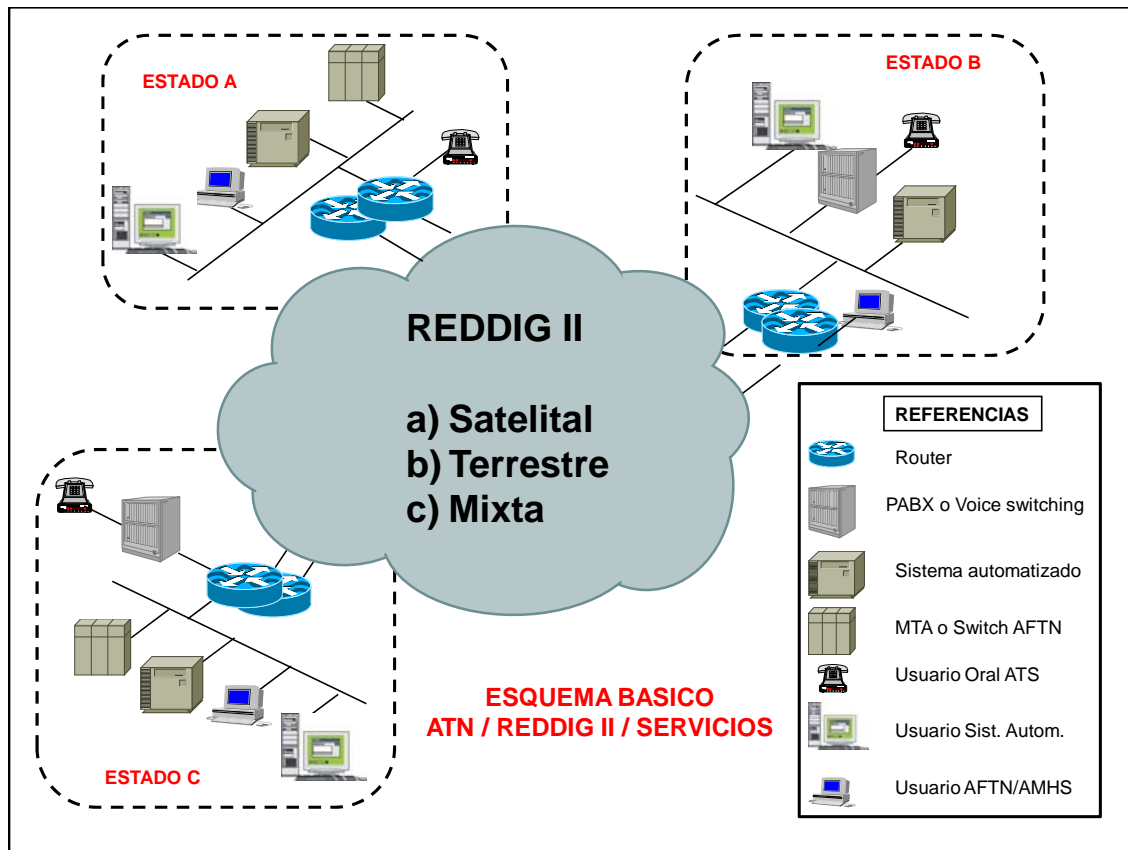 ESTADO A
ESTADO B
REDDIG II
a) Satelital
b) Terrestre
c) Mixta
ESTADO C
ESQUEMA BASICO
ATN / REDDIG II / SERVICIOS
REFERENCIAS
Router
PABX o Voice switching
Sistema automatizado
MTA o Switch AFTN
Usuario Oral ATS
Usuario Sist. Autom.
Usuario AFTN/AMHS